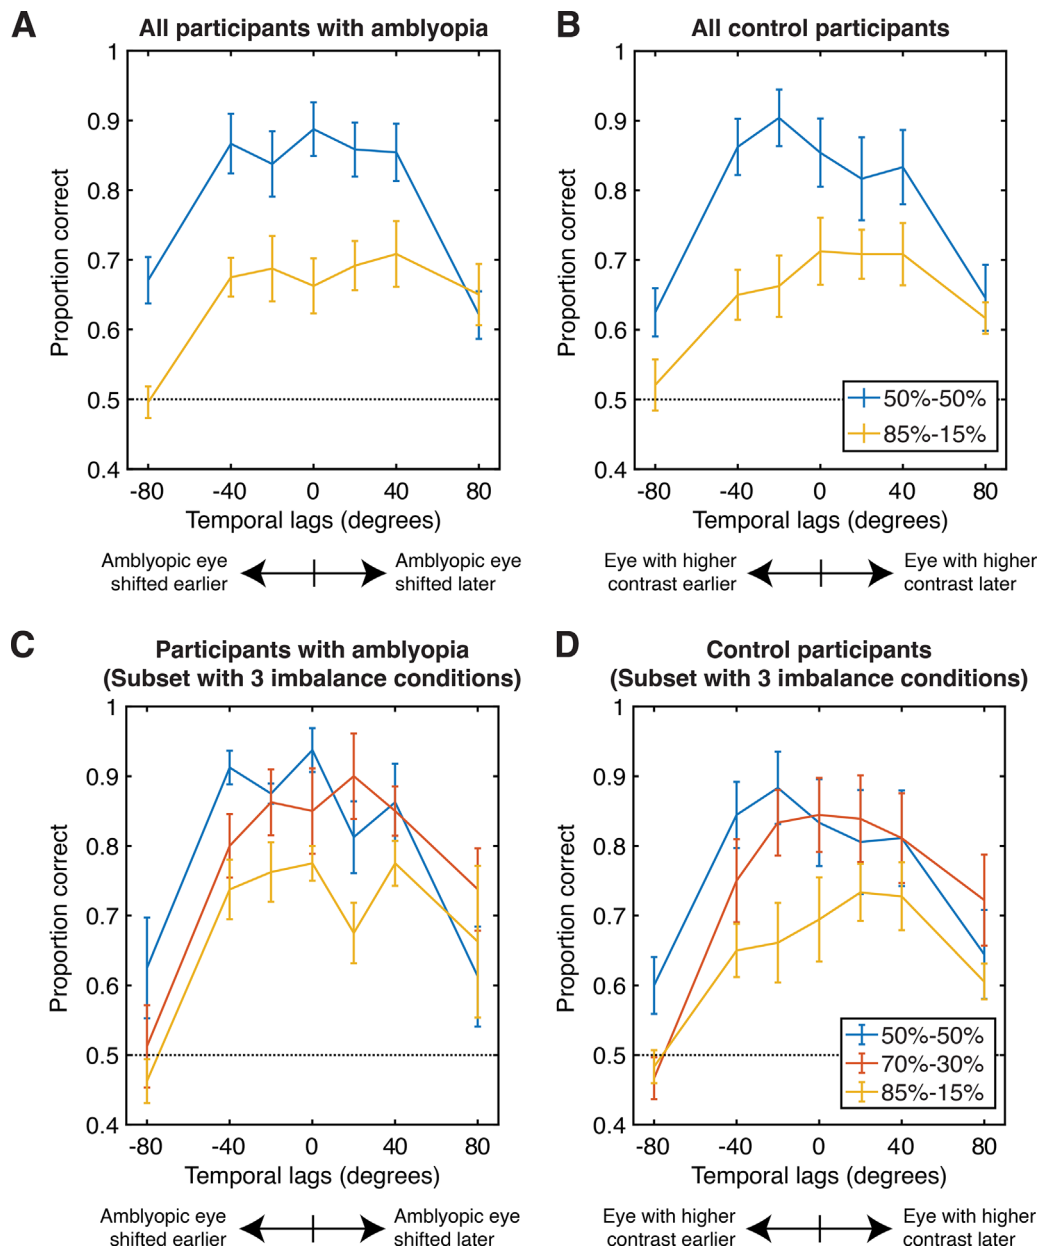 A
All participants with amblyopia
1
0.9
0.8
0.7
0.6
0.5
0.4
Proportion correct
-80 -40 0 40 80
Temporal lags (degrees)
Amblyopic eye
shifted earlier
Amblyopic eye
shifted later
B
All control participants
1
0.9
0.8
0.7
0.6
0.5
0.4
Proportion correct
50%-50%
85%-15%
-80 -40 0 40 80
Temporal lags (degrees)
Eye with higher
contrast earlier
Eye with higher
contrast later
C
Participants with amblyopia
(Subset with 3 imbalance conditions)
1
0.9
0.8
0.7
0.6
0.5
0.4
Proportion correct
-80 -40 0 40 80
Temporal lags (degrees)
Amblyopic eye
shifted earlier
Amblyopic eye
shifted later
D
Control participants
(Subset with 3 imbalance conditions)
1
0.9
0.8
0.7
0.6
0.5
0.4
Proportion correct
50%-50%
70%-30%
85%-15%
-80 -40 0 40 80
Temporal lags (degrees)
Eye with higher
contrast earlier
Eye with higher
contrast later